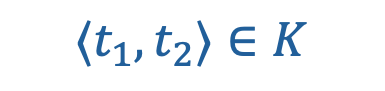 ⟨t₁, t₂⟩ ∈ K